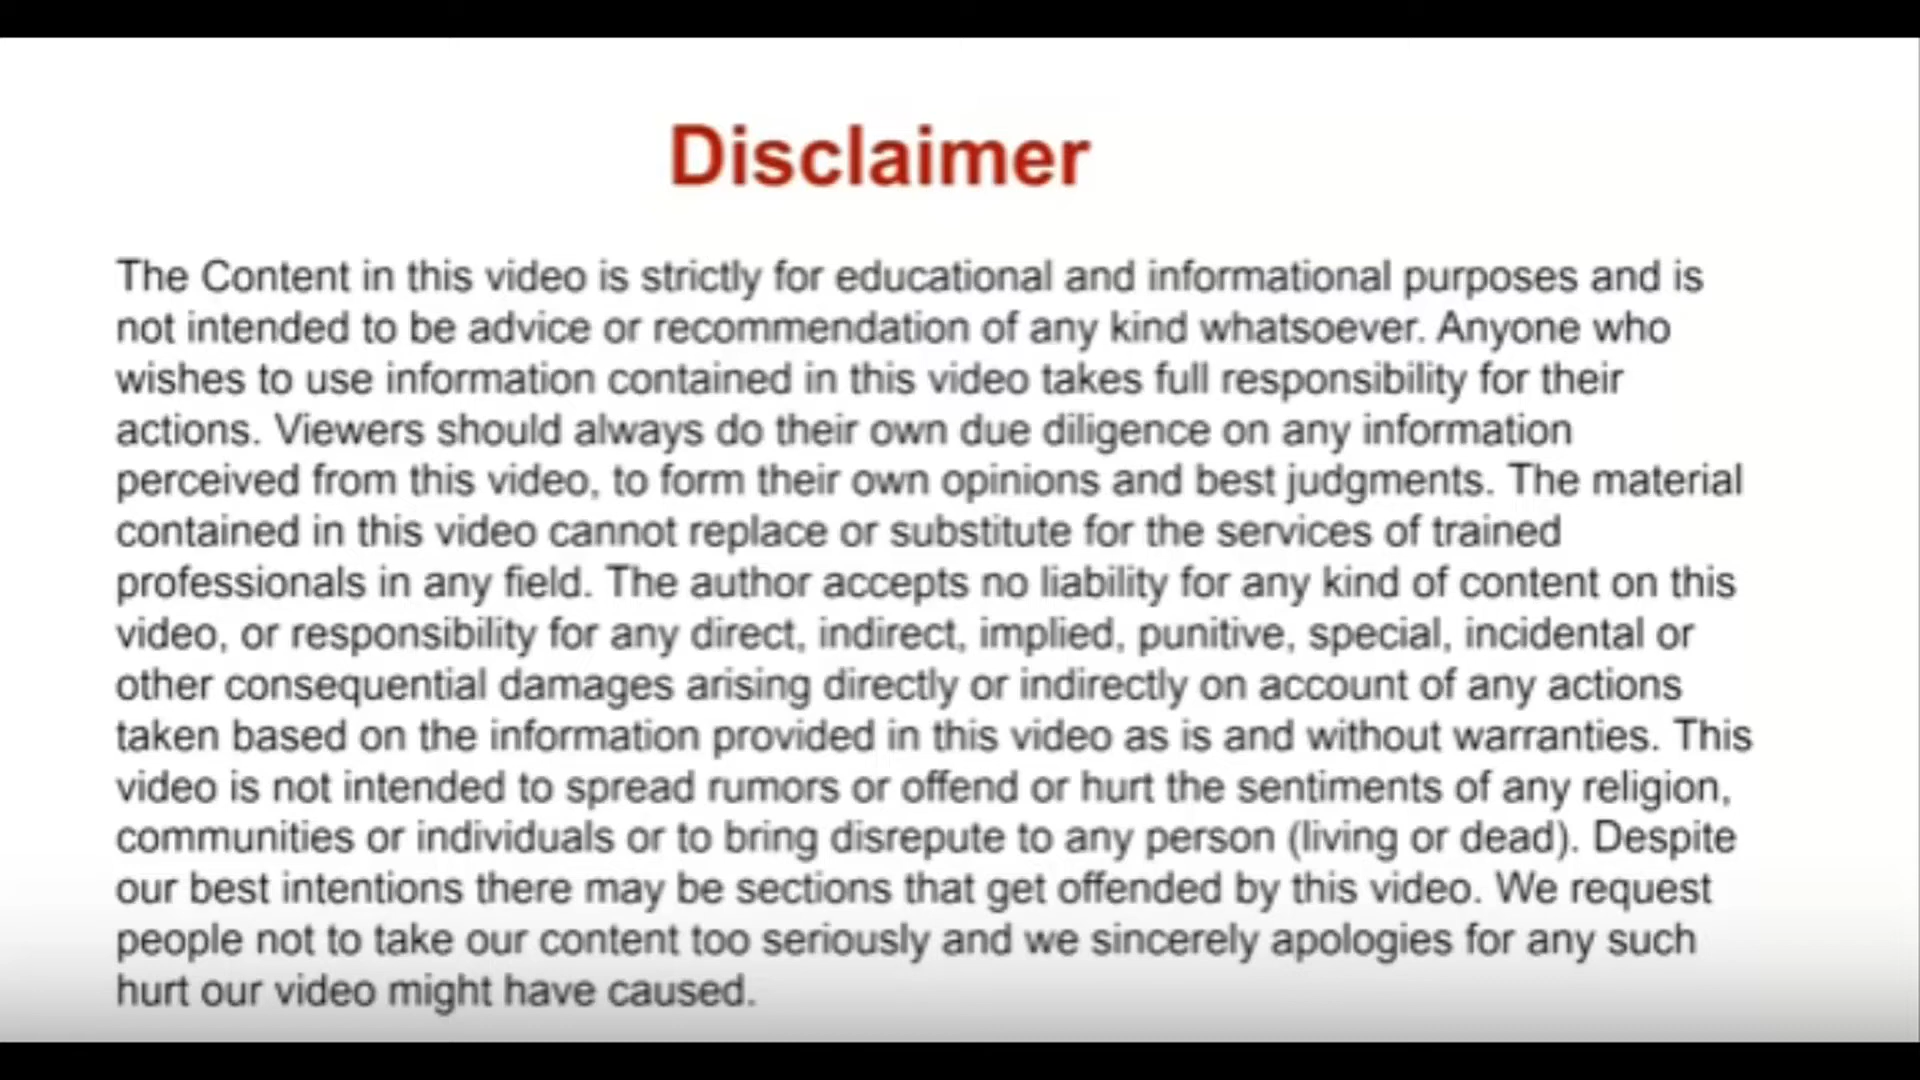 Disclaimer
The Content in this video is strictly for educational and informational purposes and is
not intended to be advice or recommendation of any kind whatsoever. Anyone who
wishes to use information contained in this video takes full responsibility for their
actions. Viewers should always do their own due diligence on any information
perceived from this video, to form their own opinions and best judgments. The material
contained in this video cannot replace or substitute for the services of trained
professionals in any field. The author accepts no liability for any kind of content on this
video, or responsibility for any direct, indirect, implied, punitive, special, incidental or
other consequential damages arising directly or indirectly on account of any actions
taken based on the information provided in this video as is and without warranties. This
video is not intended to spread rumors or offend or hurt the sentiments of any religion,
communities or individuals or to bring disrepute to any person (living or dead). Despite
our best intentions there may be sections that get offended by this video. We request
people not to take our content too seriously and we sincerely apologies for any such
hurt our video might have caused.